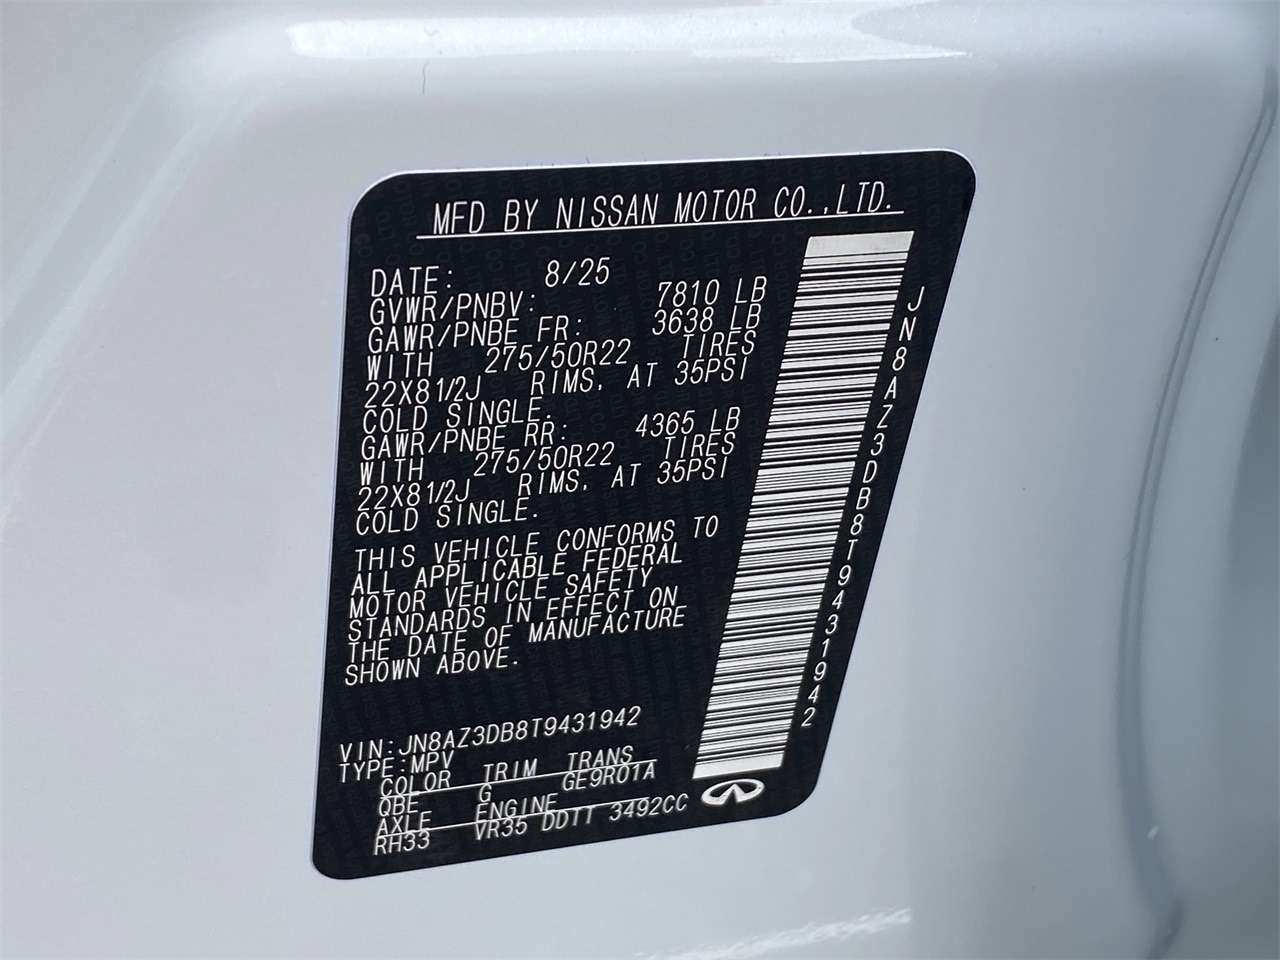 MFD BY NISSAN MOTOR CO.,LTD.
DATE: 8/25
GVWR/PNBV: 7810 LB
GAWR/PNBE FR: 3638 LB
WITH 275/50R22 TIRES
22X81/2J RIMS, AT 35PSI
COLD SINGLE.
GAWR/PNBE RR: 4365 LB
WITH 275/50R22 TIRES
22X81/2J RIMS, AT 35PSI
COLD SINGLE.
THIS VEHICLE CONFORMS TO
ALL APPLICABLE FEDERAL
MOTOR VEHICLE SAFETY
STANDARDS IN EFFECT ON
THE DATE OF MANUFACTURE
SHOWN ABOVE.
VIN:JN8AZ3DB8T9431942
TYPE:MPV
COLOR TRIM TRANS
QBE G GE9R01A
AXLE ENGINE
RH33 VR35 DDTT 3492CC
JN8AZ3DB8T9431942